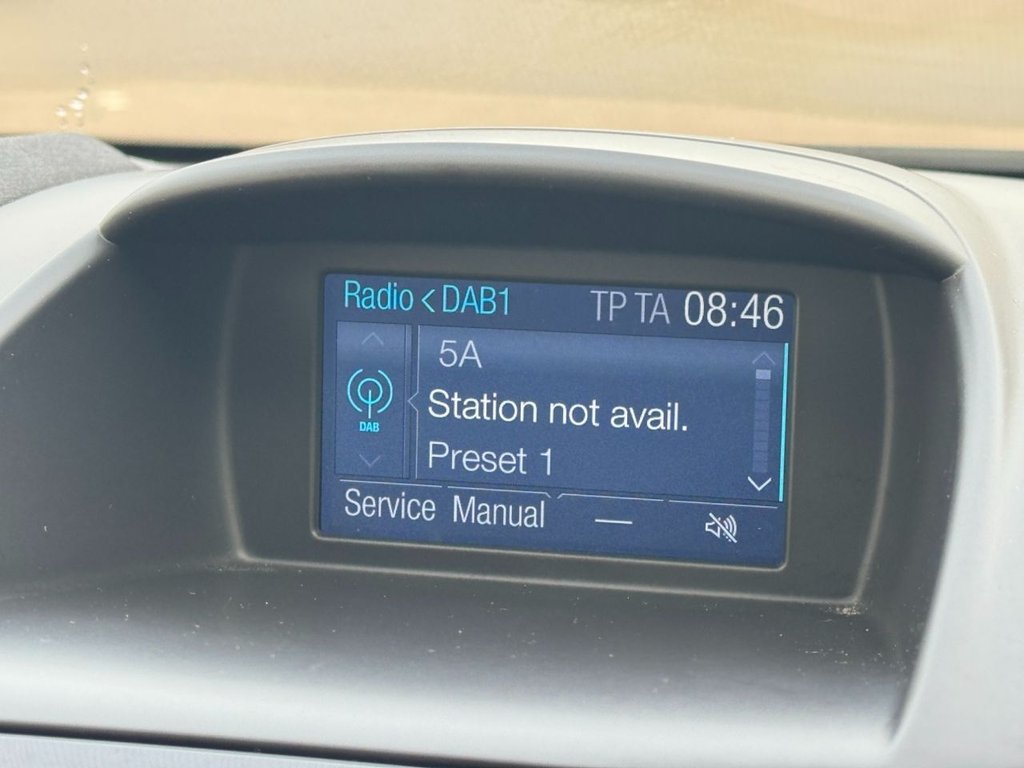 Radio < DAB1 TP TA 08:46
5A
DAB
Station not avail.
Preset 1
Service Manual —